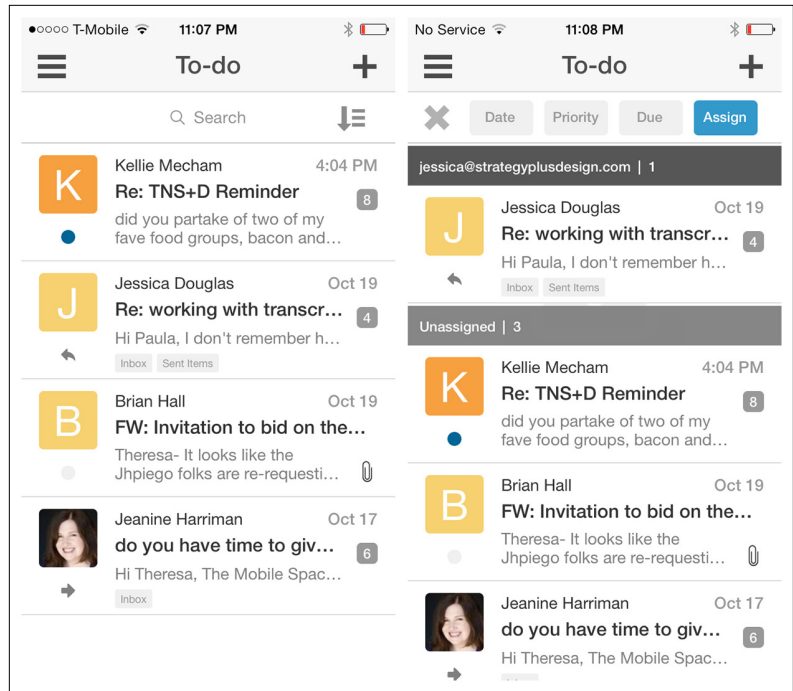 ●○○○○ T-Mobile 11:07 PM
To-do
Search
K
Kellie Mecham 4:04 PM
Re: TNS+D Reminder
8
did you partake of two of my
fave food groups, bacon and…
J
Jessica Douglas Oct 19
Re: working with transcr…
4
Hi Paula, I don't remember h…
Inbox Sent Items
B
Brian Hall Oct 19
FW: Invitation to bid on the…
Theresa- It looks like the
Jhpiego folks are re-requesti…
Jeanine Harriman Oct 17
do you have time to giv…
6
Hi Theresa, The Mobile Spac…
Inbox
No Service 11:08 PM
To-do
Date Priority Due Assign
jessica@strategyplusdesign.com | 1
J
Jessica Douglas Oct 19
Re: working with transcr…
4
Hi Paula, I don't remember h…
Inbox Sent Items
Unassigned | 3
K
Kellie Mecham 4:04 PM
Re: TNS+D Reminder
8
did you partake of two of my
fave food groups, bacon and…
B
Brian Hall Oct 19
FW: Invitation to bid on the…
Theresa- It looks like the
Jhpiego folks are re-requesti…
Jeanine Harriman Oct 17
do you have time to giv…
6
Hi Theresa, The Mobile Spac…